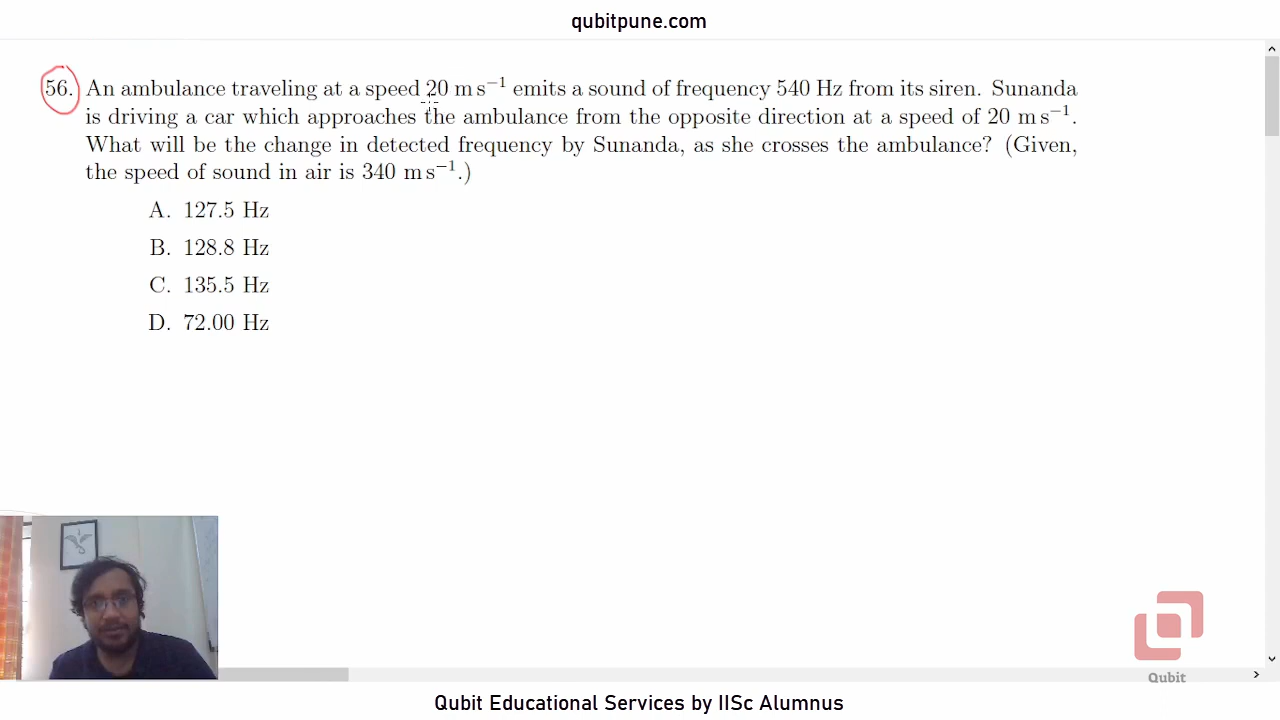 qubitpune.com
56. An ambulance traveling at a speed 20 m s⁻¹ emits a sound of frequency 540 Hz from its siren. Sunanda
is driving a car which approaches the ambulance from the opposite direction at a speed of 20 m s⁻¹.
What will be the change in detected frequency by Sunanda, as she crosses the ambulance? (Given,
the speed of sound in air is 340 m s⁻¹.)
A. 127.5 Hz
B. 128.8 Hz
C. 135.5 Hz
D. 72.00 Hz
Qubit
Qubit Educational Services by IISc Alumnus